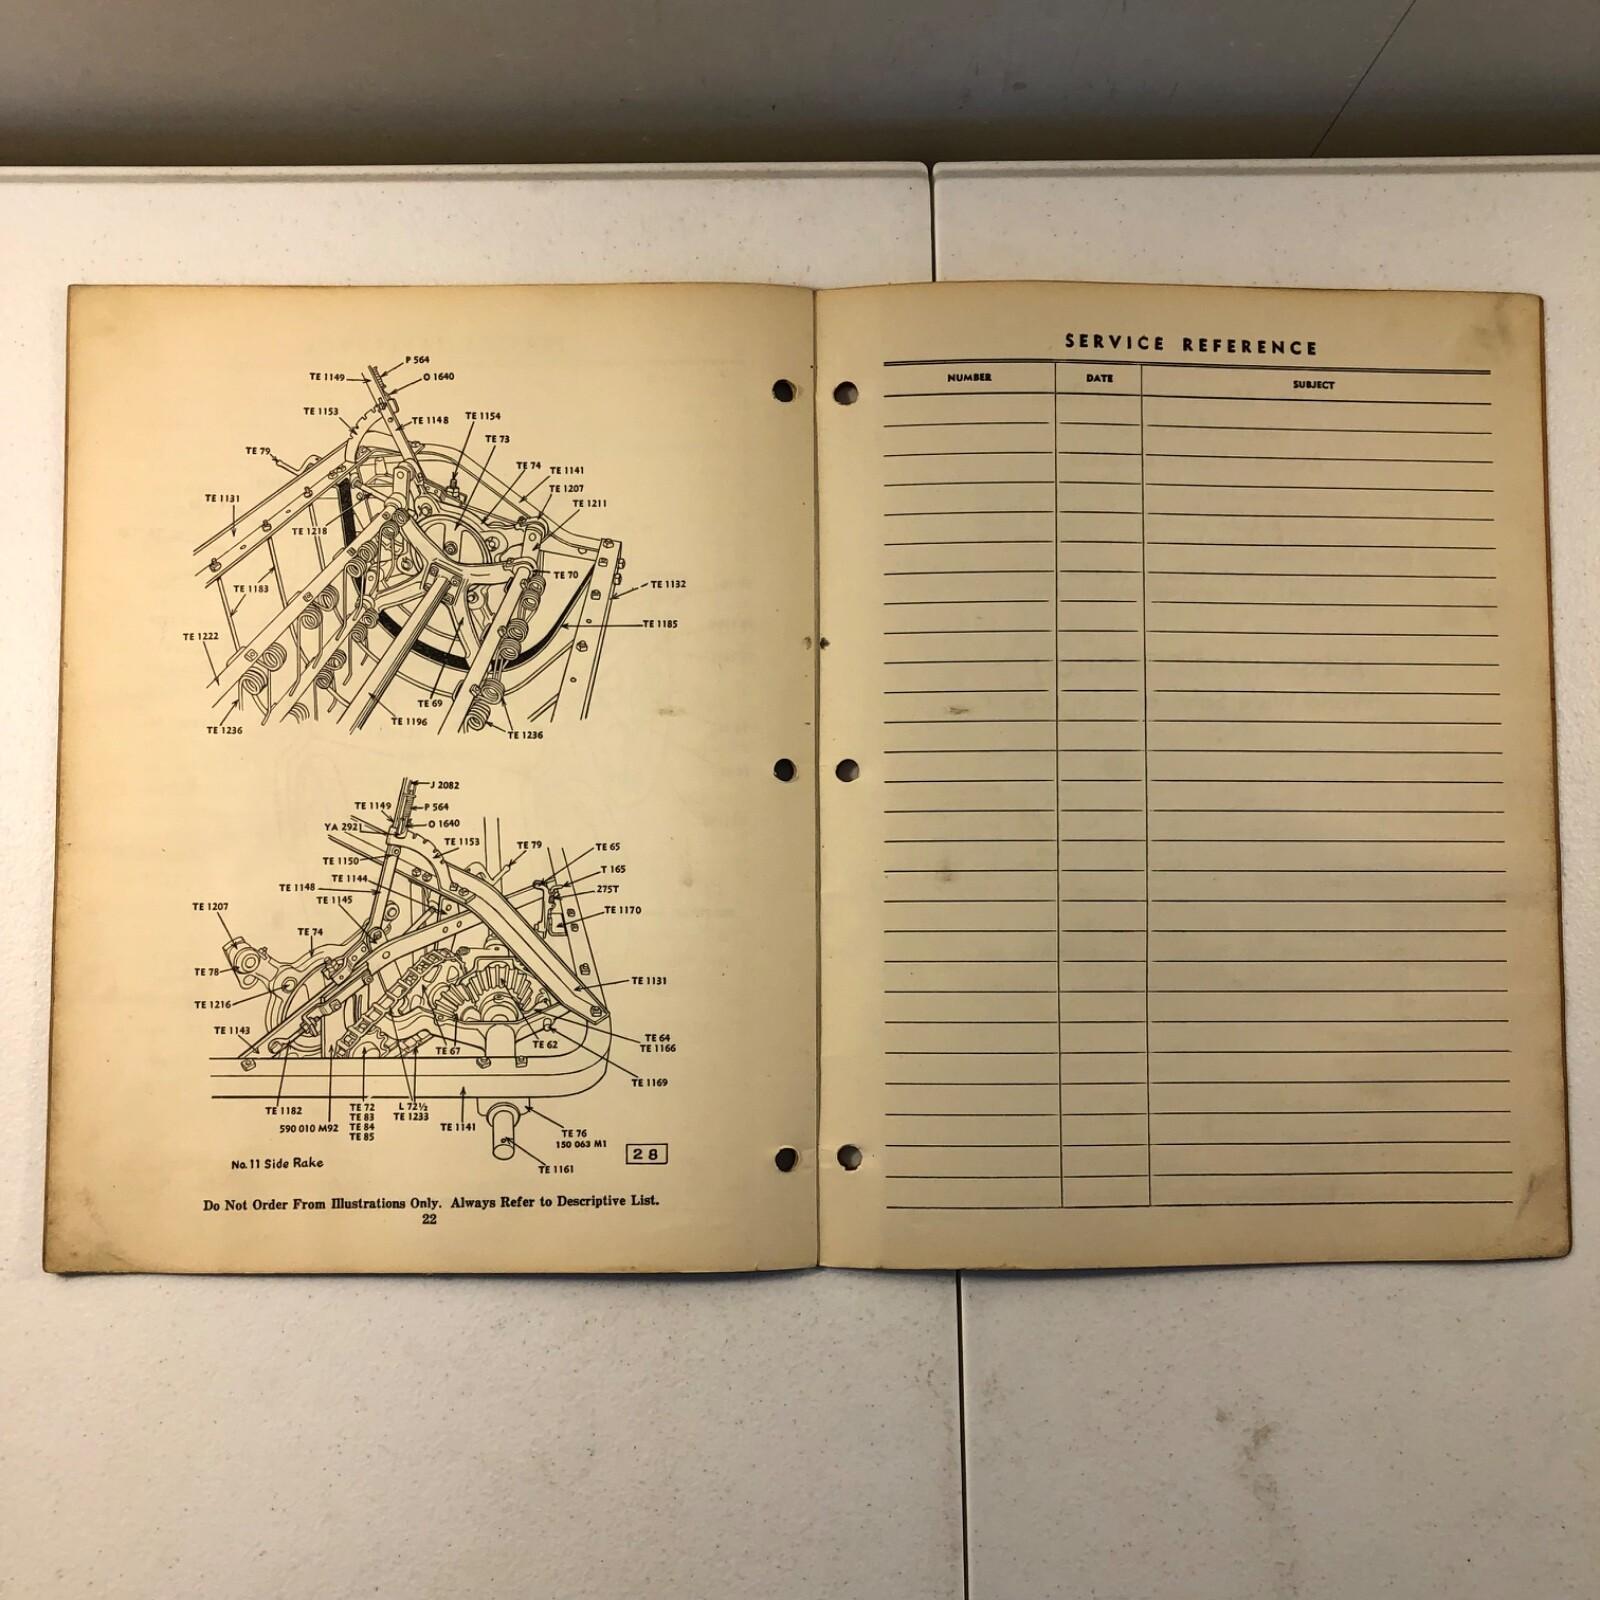 P 564
TE 1149
O 1640
TE 1153
TE 1148
TE 1154
TE 73
TE 79
TE 74
TE 1141
TE 1207
TE 1131
TE 1211
TE 1218
TE 70
TE 1132
TE 1183
TE 1185
TE 1222
TE 69
TE 1196
TE 1236
TE 1236
J 2082
TE 1149
P 564
YA 2921
O 1640
TE 1153
TE 79
TE 65
TE 1150
T 165
TE 1144
TE 1148
275T
TE 1145
TE 1207
TE 1170
TE 74
TE 78
TE 1131
TE 1216
TE 1143
TE 67
TE 62
TE 64
TE 1166
TE 1169
TE 1182
590 010 M92
TE 72
TE 83
TE 84
TE 85
L 72½
TE 1233
TE 1141
TE 76
150 063 M1
TE 1161
28
No. 11 Side Rake
Do Not Order From Illustrations Only. Always Refer to Descriptive List.
22
SERVICE REFERENCE
NUMBER DATE SUBJECT